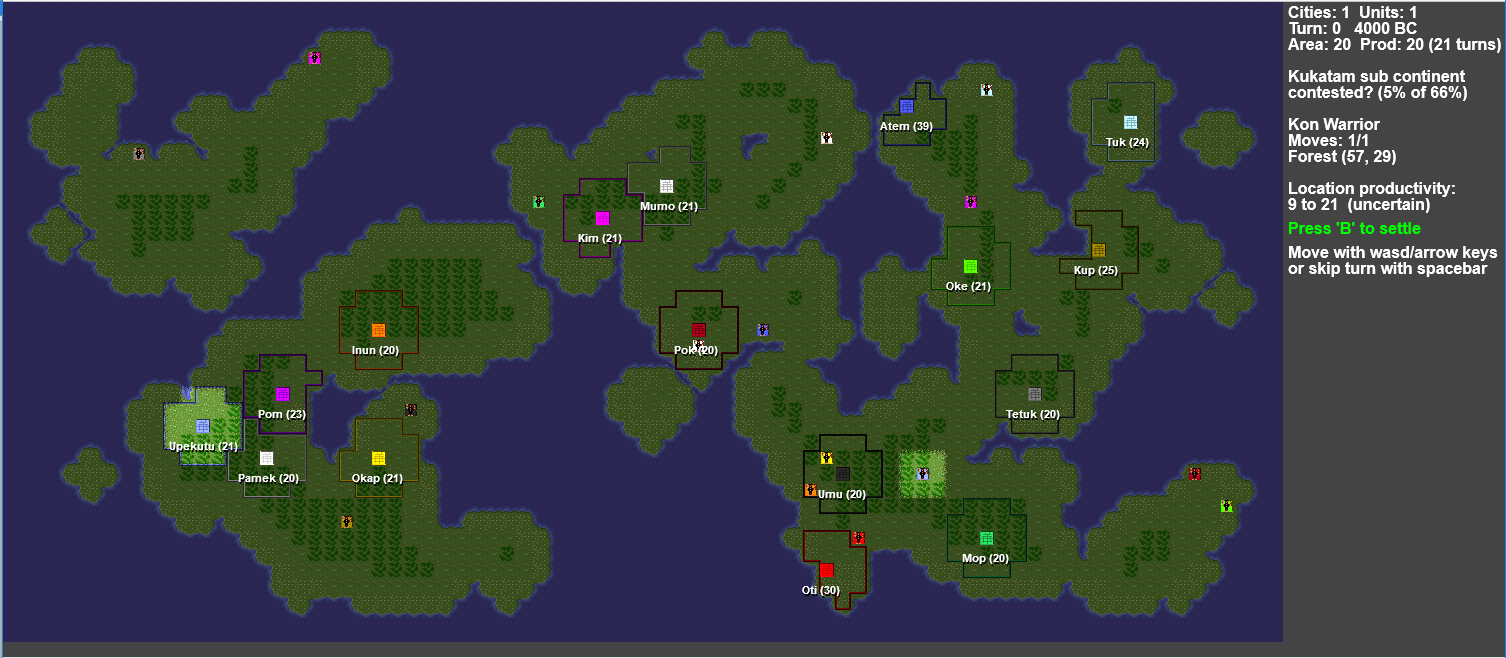 Cities: 1  Units: 1
Turn: 0   4000 BC
Area: 20  Prod: 20 (21 turns)
Kukatam sub continent
contested? (5% of 66%)
Kon Warrior
Moves: 1/1
Forest (57, 29)
Location productivity:
9 to 21  (uncertain)
Press 'B' to settle
Move with wasd/arrow keys
or skip turn with spacebar
Atem (39)
Tuk (24)
Mumo (21)
Kim (21)
Kup (25)
Oke (21)
Inun (20)
Pok (20)
Pom (23)
Tetuk (20)
Upekutu (21)
Pamek (20)
Okap (21)
Umu (20)
Mop (20)
Oti (30)